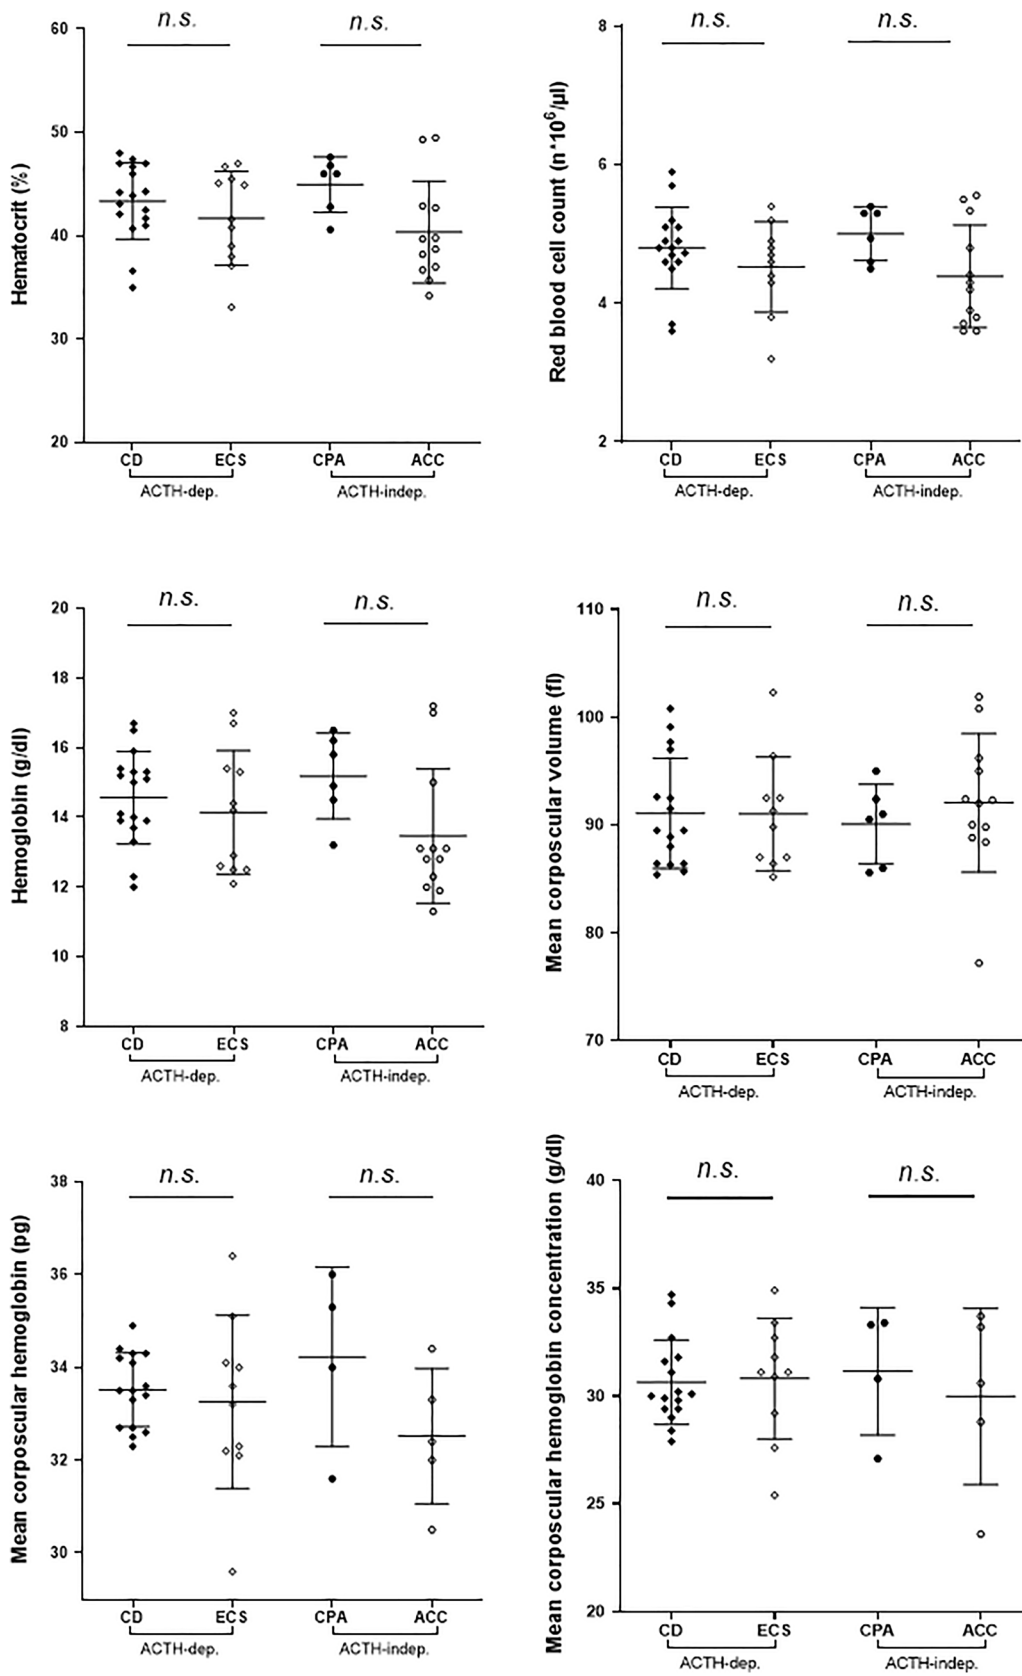 n.s.
n.s.
Hematocrit (%)
60
50
40
30
20
CD
ECS
CPA
ACC
ACTH-dep.
ACTH-indep.
n.s.
n.s.
Red blood cell count (n*10⁶/µl)
8
6
4
2
CD
ECS
CPA
ACC
ACTH-dep.
ACTH-indep.
n.s.
n.s.
Hemoglobin (g/dl)
20
18
16
14
12
10
8
CD
ECS
CPA
ACC
ACTH-dep.
ACTH-indep.
n.s.
n.s.
Mean corposcular volume (fl)
110
100
90
80
70
CD
ECS
CPA
ACC
ACTH-dep.
ACTH-indep.
n.s.
n.s.
Mean corposcular hemoglobin (pg)
38
36
34
32
30
CD
ECS
CPA
ACC
ACTH-dep.
ACTH-indep.
n.s.
n.s.
Mean corposcular hemoglobin concentration (g/dl)
40
35
30
25
20
CD
ECS
CPA
ACC
ACTH-dep.
ACTH-indep.